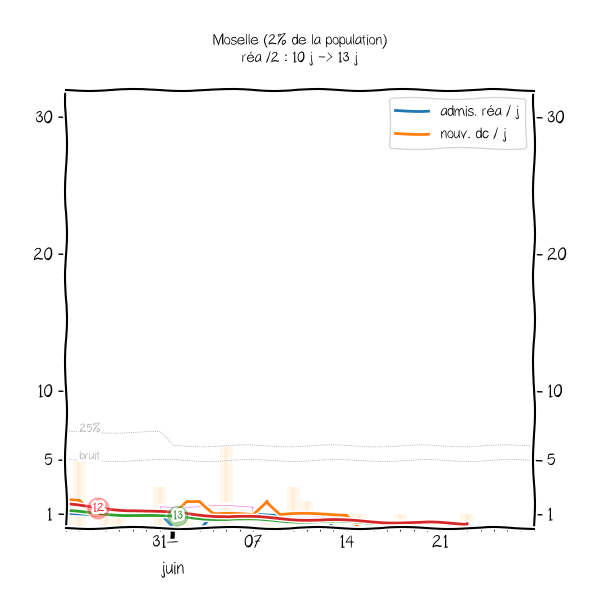 Moselle (2% de la population)
réa /2 : 10 j -> 13 j
admis. réa / j
nouv. dc / j
30 30
20 20
10 10
25%
5 bruit 5
12
13
1 1
31 07 14 21
juin